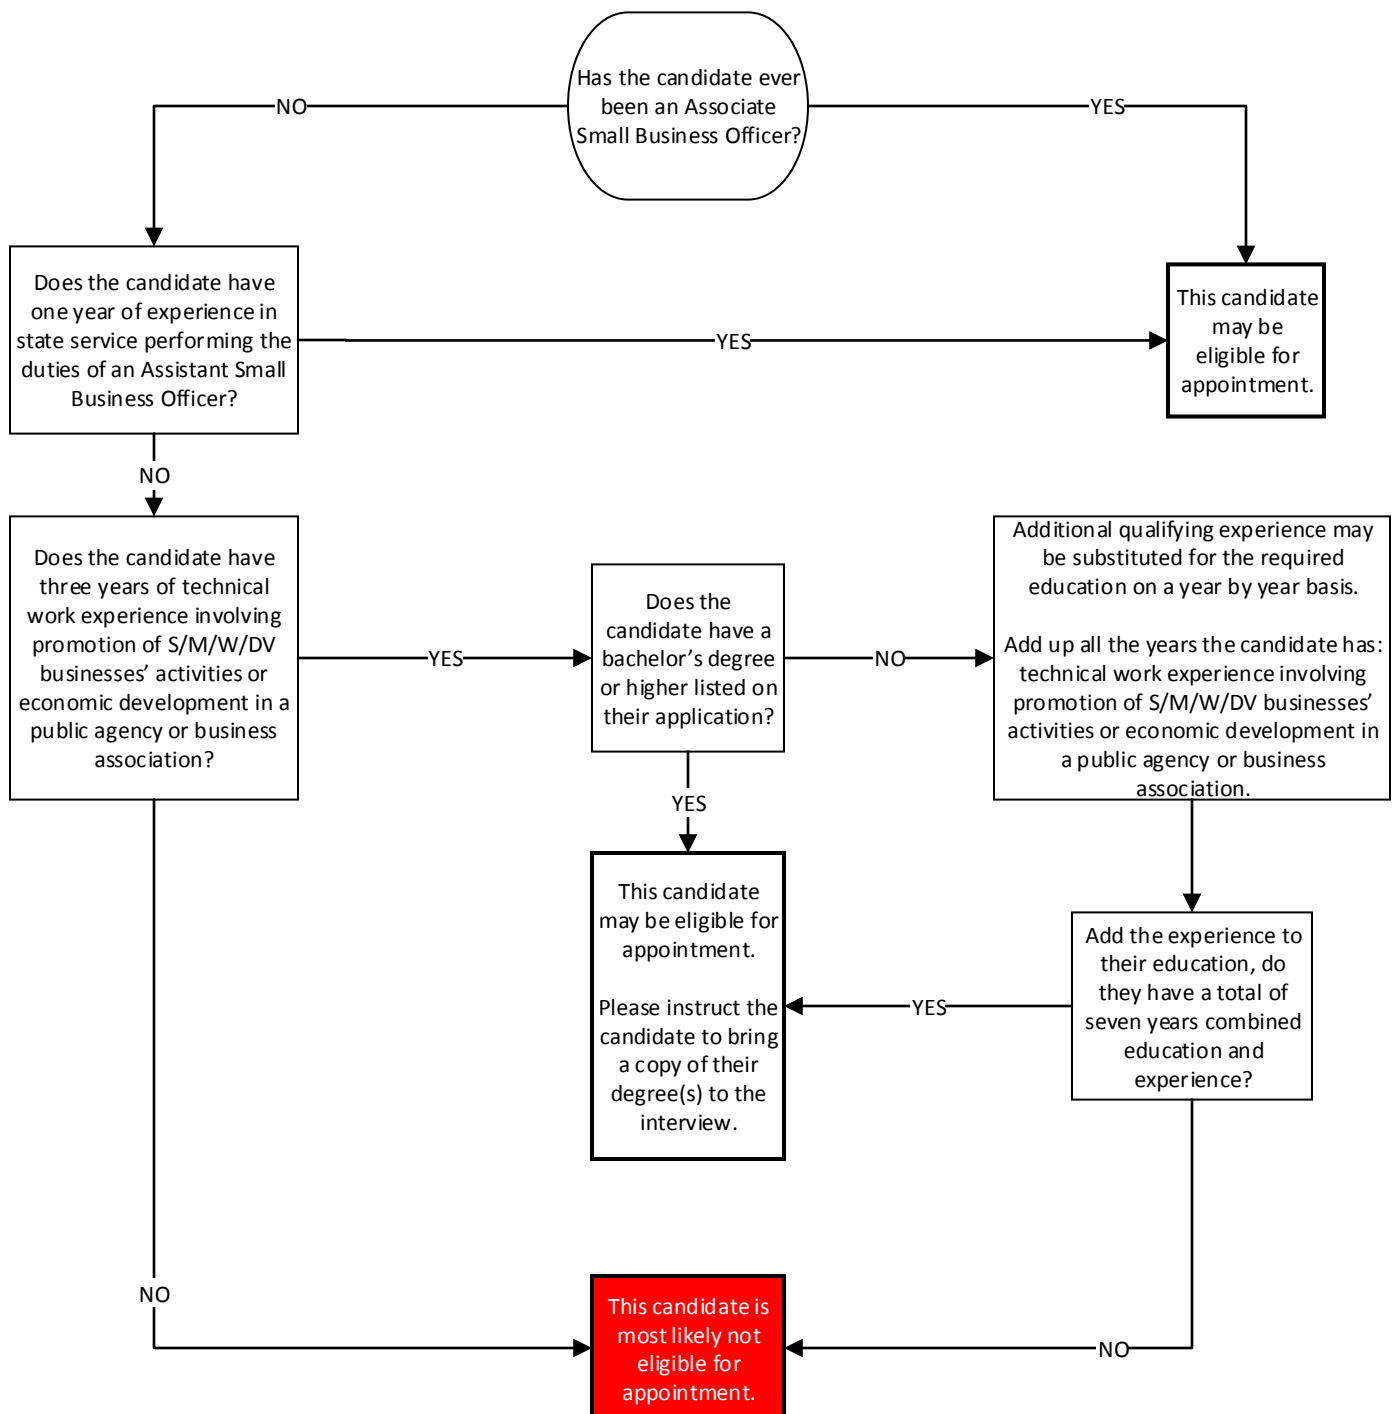 Has the candidate ever
been an Associate
Small Business Officer?
NO
YES
Does the candidate have
one year of experience in
state service performing the
duties of an Assistant Small
Business Officer?
YES
This candidate
may be
eligible for
appointment.
NO
Does the candidate have
three years of technical
work experience involving
promotion of S/M/W/DV
businesses’ activities or
economic development in a
public agency or business
association?
YES
Does the
candidate have a
bachelor’s degree
or higher listed on
their application?
NO
Additional qualifying experience may
be substituted for the required
education on a year by year basis.
Add up all the years the candidate has:
technical work experience involving
promotion of S/M/W/DV businesses’
activities or economic development in
a public agency or business
association.
YES
This candidate
may be eligible for
appointment.
Please instruct the
candidate to bring
a copy of their
degree(s) to the
interview.
YES
Add the experience to
their education, do
they have a total of
seven years combined
education and
experience?
NO
This candidate is
most likely not
eligible for
appointment.
NO